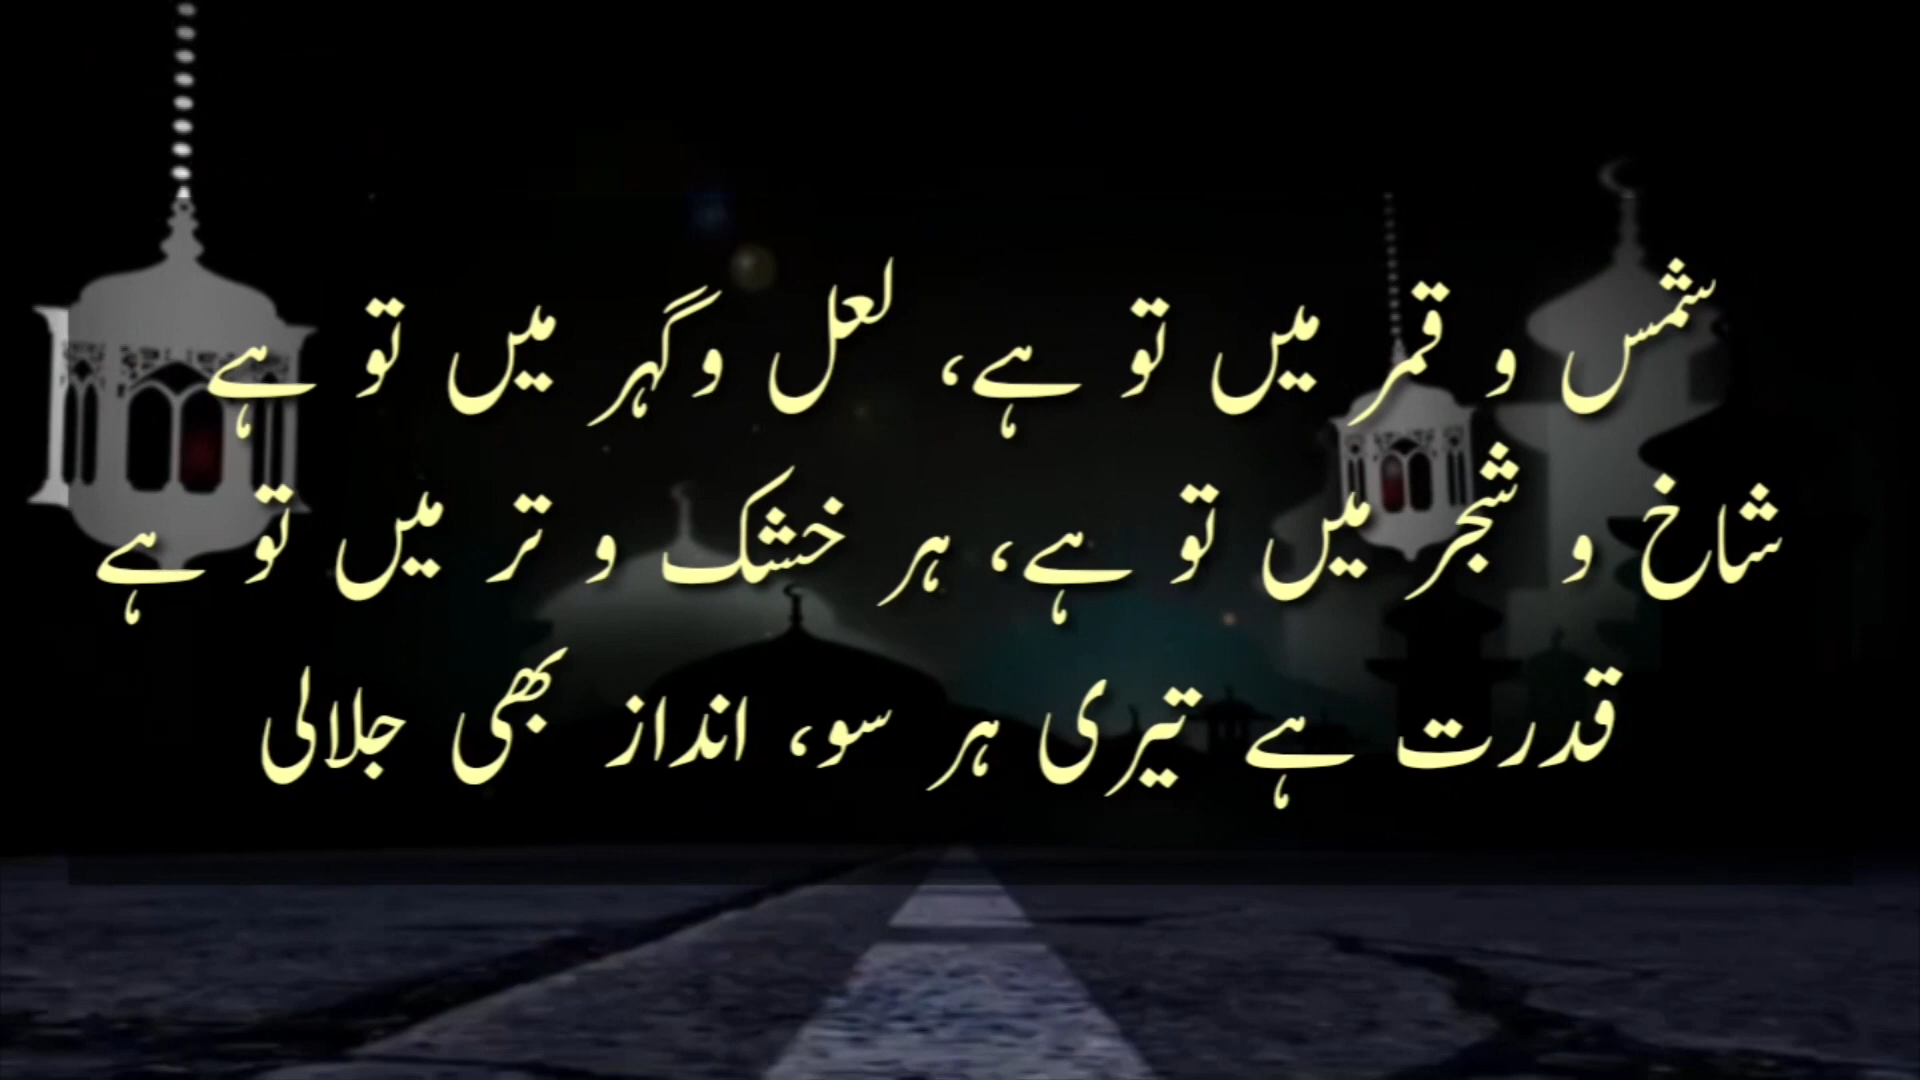 شمس و قمر میں تو ہے، لعل وگہر میں تو ہے
شاخ و شجر میں تو ہے، ہر خشک و تر میں تو ہے
قدرت ہے تیری ہر سو، انداز بھی جلالی